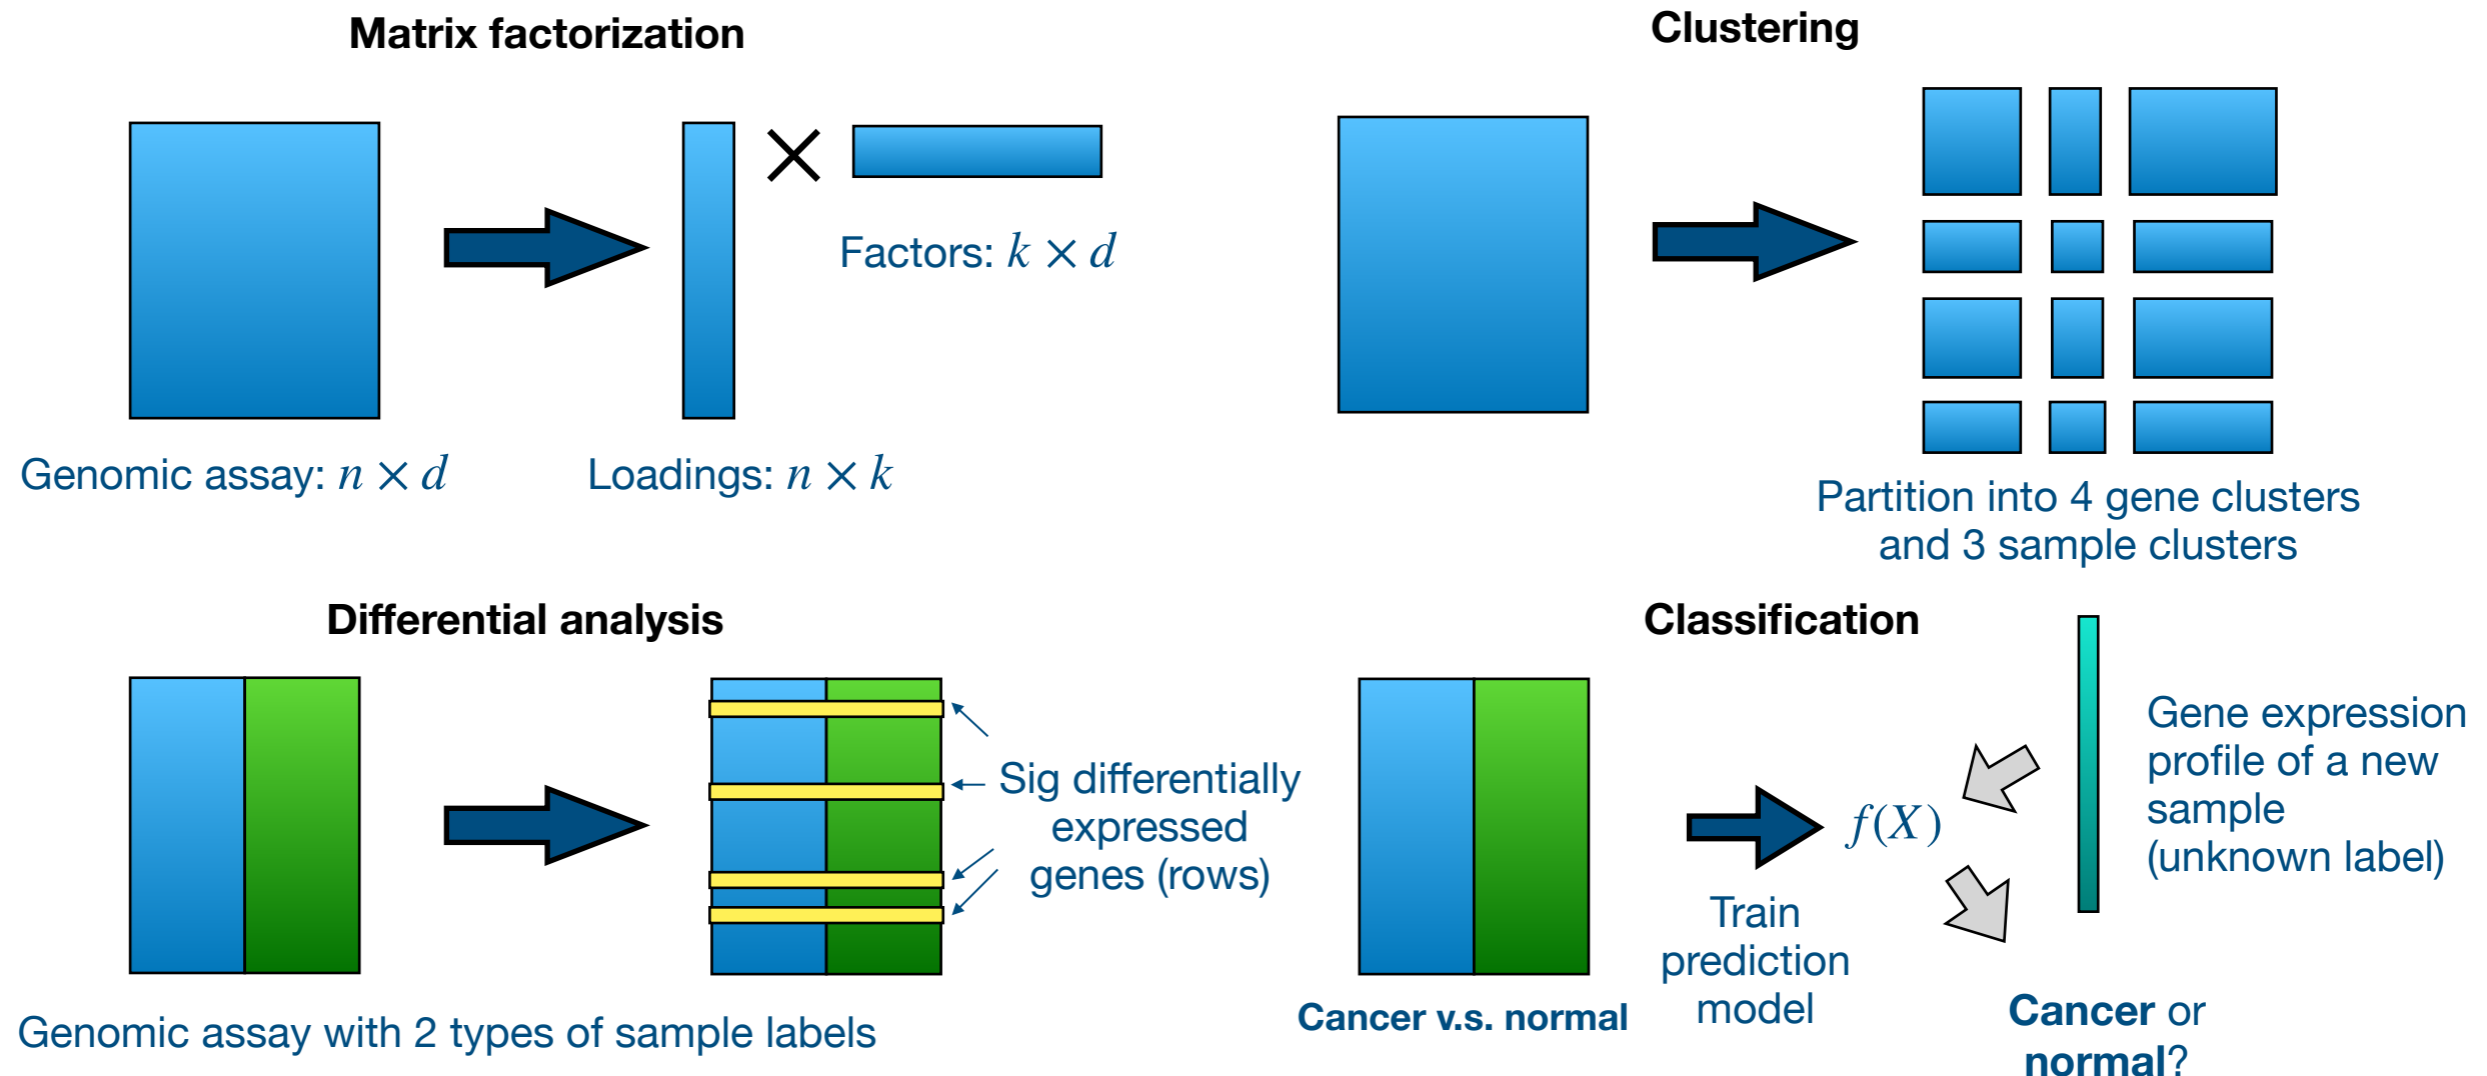 Matrix factorization
×
Factors: k × d
Genomic assay: n × d
Loadings: n × k
Clustering
Partition into 4 gene clusters
and 3 sample clusters
Differential analysis
Sig differentially
expressed
genes (rows)
Genomic assay with 2 types of sample labels
Classification
Cancer v.s. normal
Train
prediction
model
f(X)
Gene expression
profile of a new
sample
(unknown label)
Cancer or
normal?